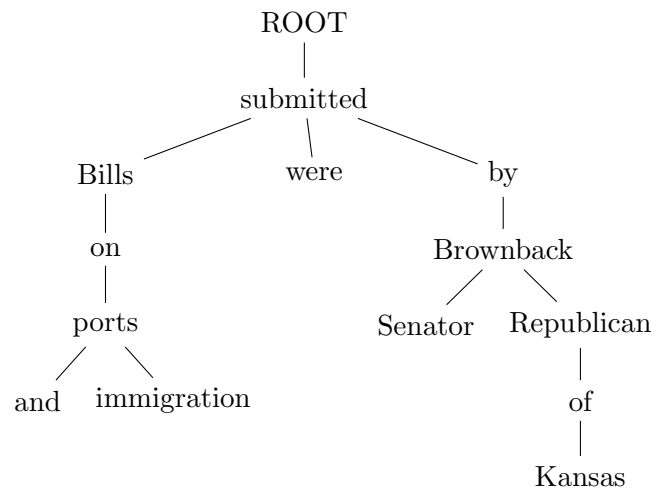 ROOT
submitted
Bills were by
on Brownback
ports Senator Republican
and immigration of
Kansas